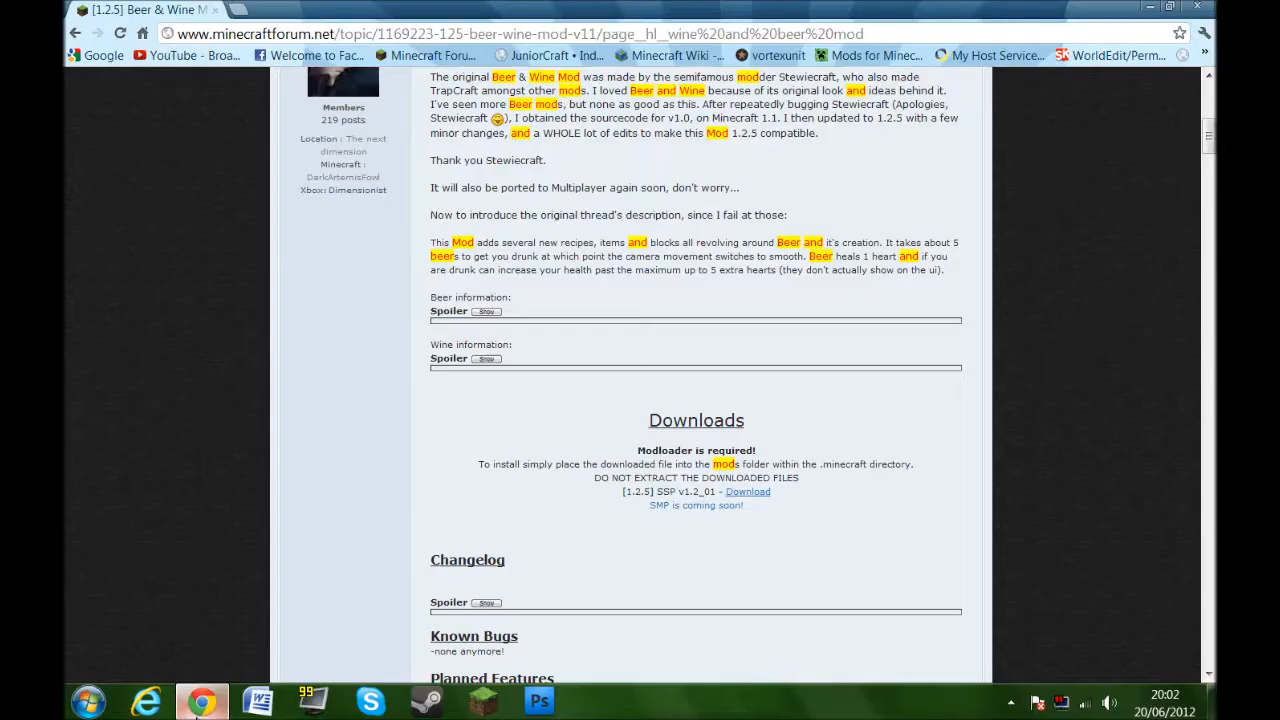 [1.2.5] Beer & Wine M
www.minecraftforum.net/topic/1169223-125-beer-wine-mod-v11/page__hl__wine%20and%20beer%20mod
Google YouTube - Broa... Welcome to Fac... Minecraft Forum... JuniorCraft • Ind... Minecraft Wiki -... vortexunit Mods for Minec... My Host Service... WorldEdit/Perm... »
The original Beer & Wine Mod was made by the semifamous modder Stewiecraft, who also made
TrapCraft amongst other mods. I loved Beer and Wine because of its original look and ideas behind it.
I've seen more Beer mods, but none as good as this. After repeatedly bugging Stewiecraft (Apologies,
Stewiecraft ), I obtained the sourcecode for v1.0, on Minecraft 1.1. I then updated to 1.2.5 with a few
minor changes, and a WHOLE lot of edits to make this Mod 1.2.5 compatible.
Members
219 posts
Location : The next
dimension
Minecraft :
DarkArtemisFowl
Xbox: Dimensionist
Thank you Stewiecraft.
It will also be ported to Multiplayer again soon, don't worry...
Now to introduce the original thread's description, since I fail at those:
This Mod adds several new recipes, items and blocks all revolving around Beer and it's creation. It takes about 5
beers to get you drunk at which point the camera movement switches to smooth. Beer heals 1 heart and if you
are drunk can increase your health past the maximum up to 5 extra hearts (they don't actually show on the ui).
Beer information:
Spoiler Show
Wine information:
Spoiler Show
Downloads
Modloader is required!
To install simply place the downloaded file into the mods folder within the .minecraft directory.
DO NOT EXTRACT THE DOWNLOADED FILES
[1.2.5] SSP v1.2_01 - Download
SMP is coming soon!
Changelog
Spoiler Show
Known Bugs
-none anymore!
Planned Features
99
Ps
20:02
20/06/2012